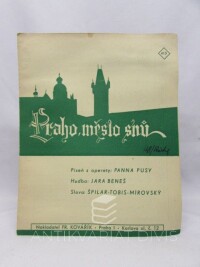 Praho, město snů
Píseň z operety: PANNA PUSY
Hudba: JARA BENEŠ
Slova: ŠPILAR-TOBIS-MIROVSKÝ
Nakladatel FR. KOVAŘÍK - Praha I - Karlova ul. č. 12